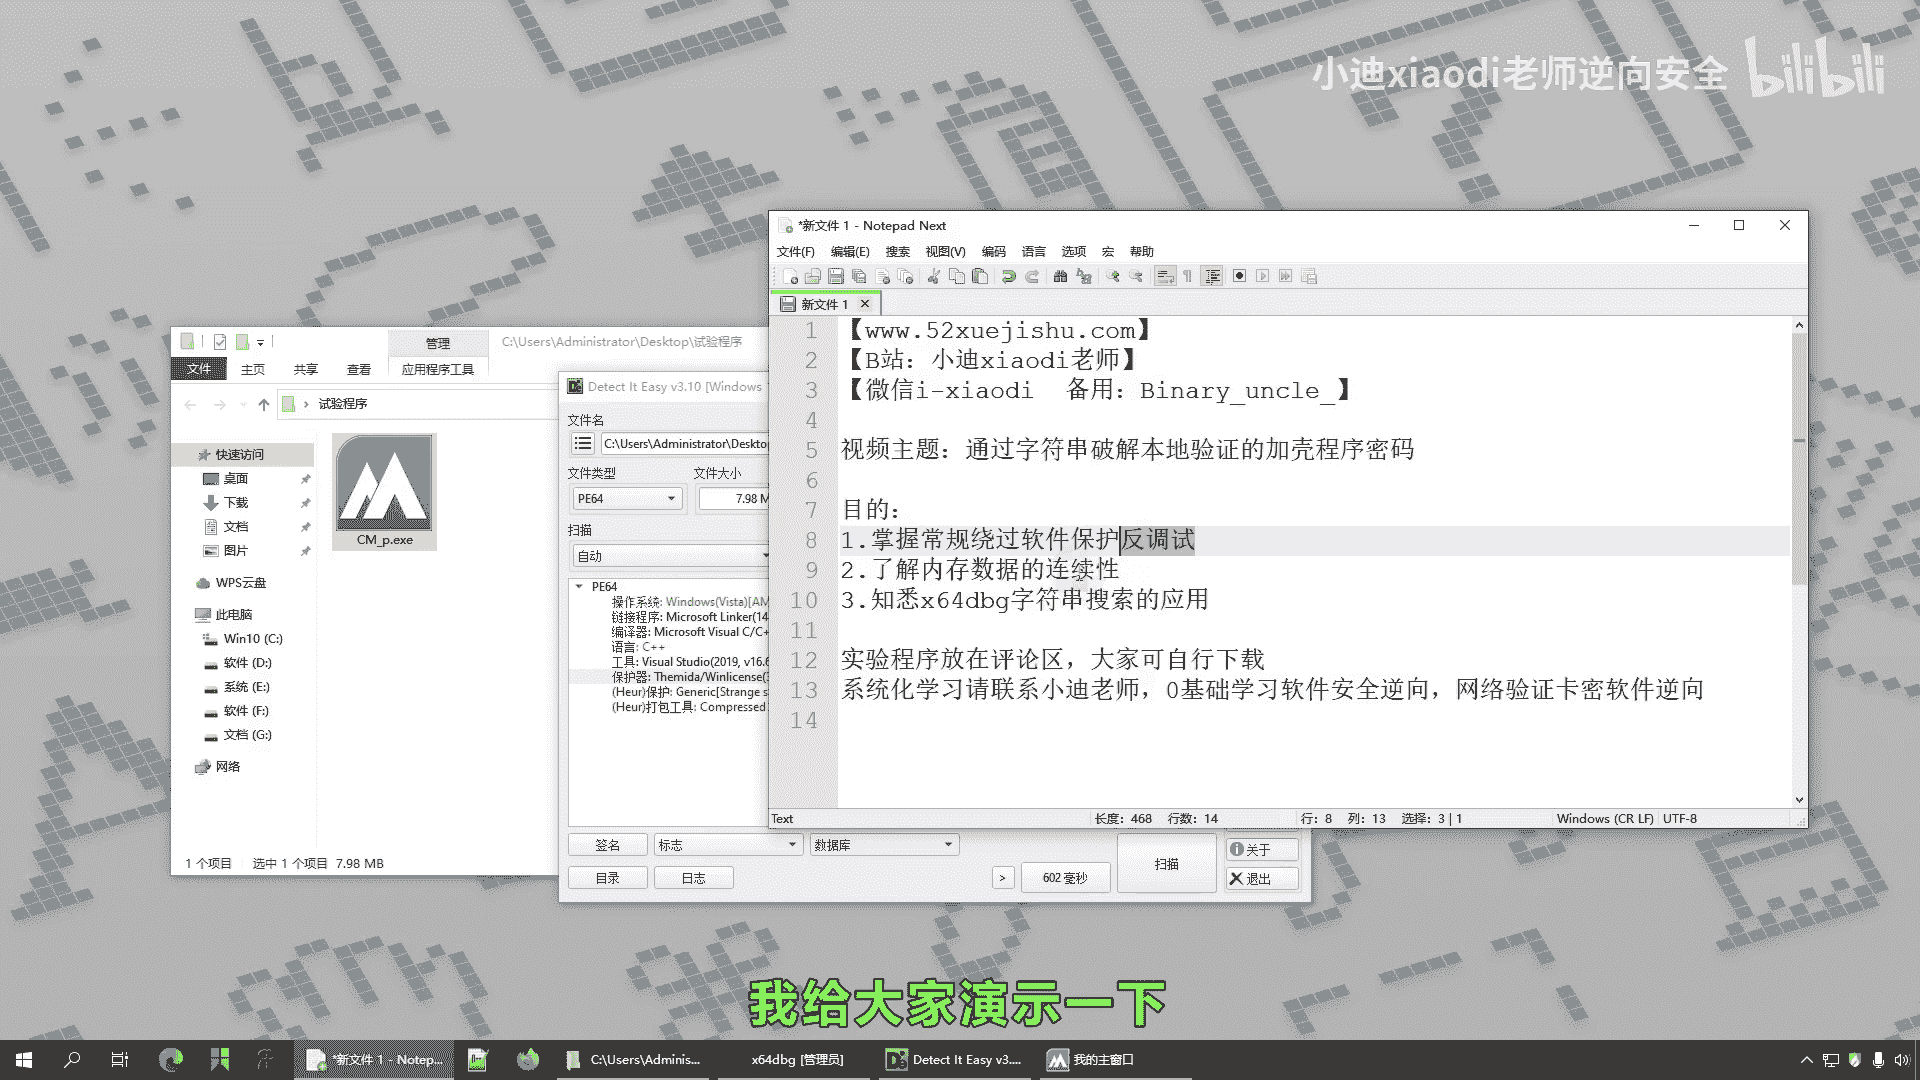 小迪xiaodi老师逆向安全 bilibili
*新文件 1 - Notepad Next
文件(F) 编辑(E) 搜索 视图(V) 编码 语言 选项 宏 帮助
新文件 1
1 【www.52xuejishu.com】
2 【B站：小迪xiaodi老师】
3 【微信i-xiaodi 备用：Binary_uncle_】
4
5 视频主题：通过字符串破解本地验证的加壳程序密码
6
7 目的：
8 1.掌握常规绕过软件保护反调试
9 2.了解内存数据的连续性
10 3.知悉x64dbg字符串搜索的应用
11
12 实验程序放在评论区，大家可自行下载
13 系统化学习请联系小迪老师，0基础学习软件安全逆向，网络验证卡密软件逆向
14
Text 长度：468 行数：14 行：8 列：13 选择：3 | 1 Windows (CR LF) UTF-8
管理 C:\Users\Administrator\Desktop\试验程序
文件 主页 共享 查看 应用程序工具
试验程序
快速访问
桌面
下载
文档
图片
WPS云盘
此电脑
Win10 (C:)
软件 (D:)
系统 (E:)
软件 (F:)
文档 (G:)
网络
CM_p.exe
1 个项目 选中 1 个项目 7.98 MB
Detect It Easy v3.10 [Windows
文件名
C:\Users\Administrator\Deskto
文件类型 文件大小
PE64 7.98 M
扫描
自动
PE64
操作系统: Windows(Vista)[AM
链接程序: Microsoft Linker(14
编译器: Microsoft Visual C/C+
语言: C++
工具: Visual Studio(2019, v16.6
保护器: Themida/Winlicense(3
(Heur)保护: Generic[Strange s
(Heur)打包工具: Compressed
签名 标志 数据库 扫描 关于
目录 日志 > 602 毫秒 退出
我给大家演示一下
*新文件 1 - Notep... C:\Users\Adminis... x64dbg [管理员] Detect It Easy v3.... 我的主窗口